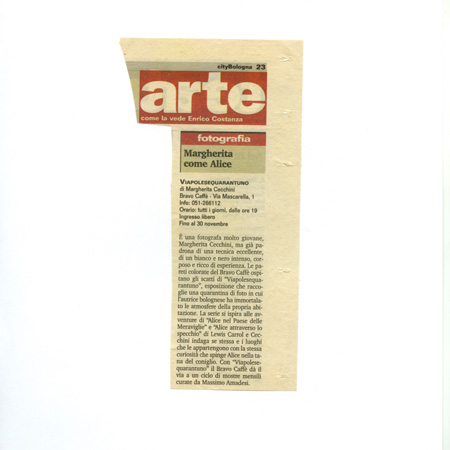 cityBologna 23
arte
come la vede Enrico Costanza
fotografia
Margherita
come Alice
VIAPOLESEQUARANTUNO
di Margherita Cecchini
Bravo Caffè - Via Mascarella, 1
Info: 051-266112
Orario: tutti i giorni, dalle ore 19
Ingresso libero
Fino al 30 novembre
È una fotografa molto giovane,
Margherita Cecchini, ma già pa-
drona di una tecnica eccellente,
di un bianco e nero intenso, cor-
poso e ricco di esperienza. Le pa-
reti colorate del Bravo Caffè ospi-
tano gli scatti di "Viapolesequa-
rantuno", esposizione che racco-
glie una quarantina di foto in cui
l'autrice bolognese ha immortala-
to le atmosfere della propria abi-
tazione. La serie si ispira alle av-
venture di "Alice nel Paese delle
Meraviglie" e "Alice attraverso lo
specchio" di Lewis Carrol e Cec-
chini indaga se stessa e i luoghi
che le appartengono con la stessa
curiosità che spinge Alice nella ta-
na del coniglio. Con "Viapolese-
quarantuno" il Bravo Caffè dà il
via a un ciclo di mostre mensili
curate da Massimo Amadesi.